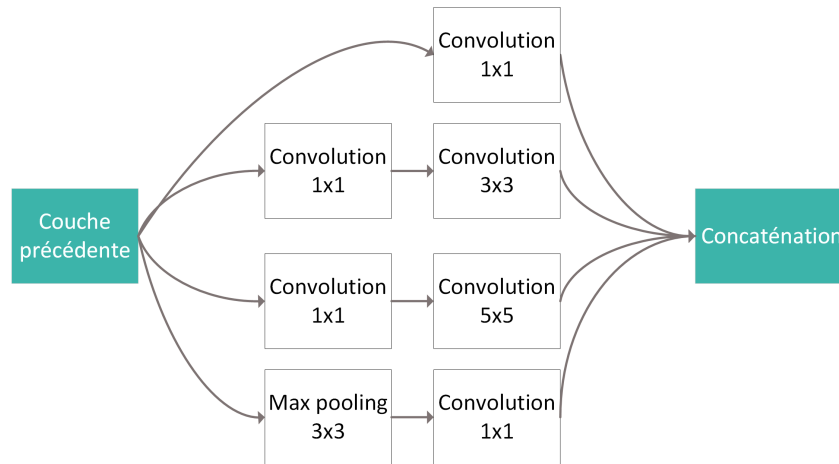 Convolution
1x1
Convolution
1x1
Convolution
3x3
Couche
précédente
Concaténation
Convolution
1x1
Convolution
5x5
Max pooling
3x3
Convolution
1x1